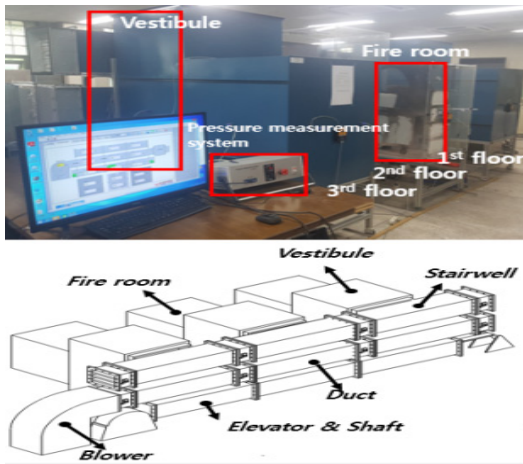 Vestibule
Fire room
Pressure measurement
system
1st floor
2nd floor
3rd floor
Vestibule
Fire room
Stairwell
Duct
Elevator & Shaft
Blower